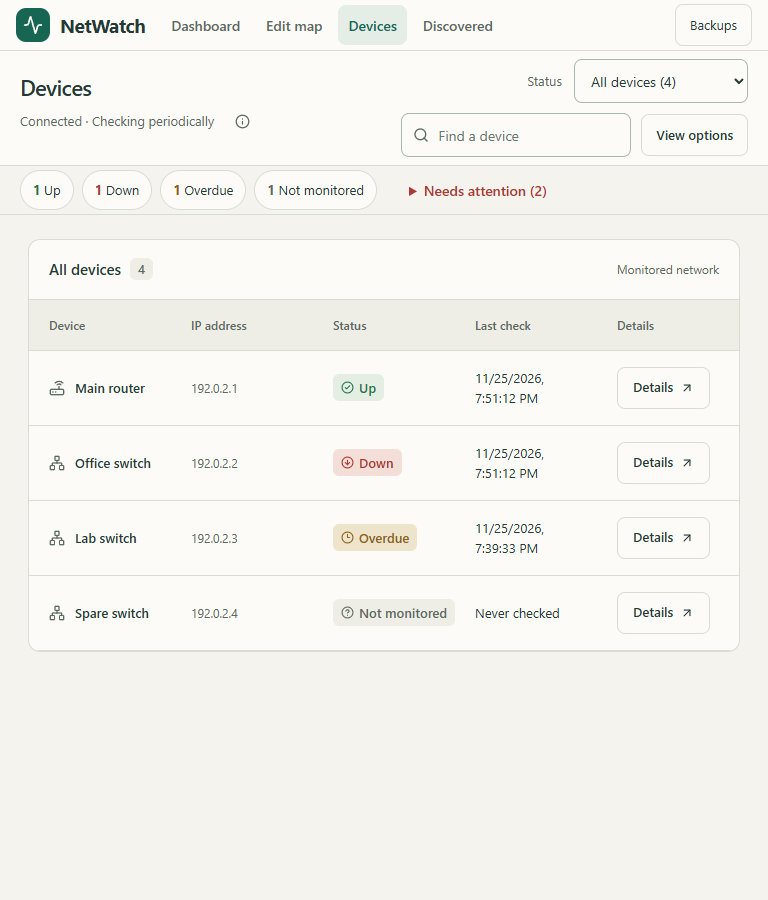 NetWatch
Dashboard
Edit map
Devices
Discovered
Backups
Devices
Status
All devices (4)
Connected · Checking periodically
Find a device
View options
1 Up
1 Down
1 Overdue
1 Not monitored
Needs attention (2)
All devices 4
Monitored network
Device
IP address
Status
Last check
Details
Main router
192.0.2.1
Up
11/25/2026,
7:51:12 PM
Details
Office switch
192.0.2.2
Down
11/25/2026,
7:51:12 PM
Details
Lab switch
192.0.2.3
Overdue
11/25/2026,
7:39:33 PM
Details
Spare switch
192.0.2.4
Not monitored
Never checked
Details